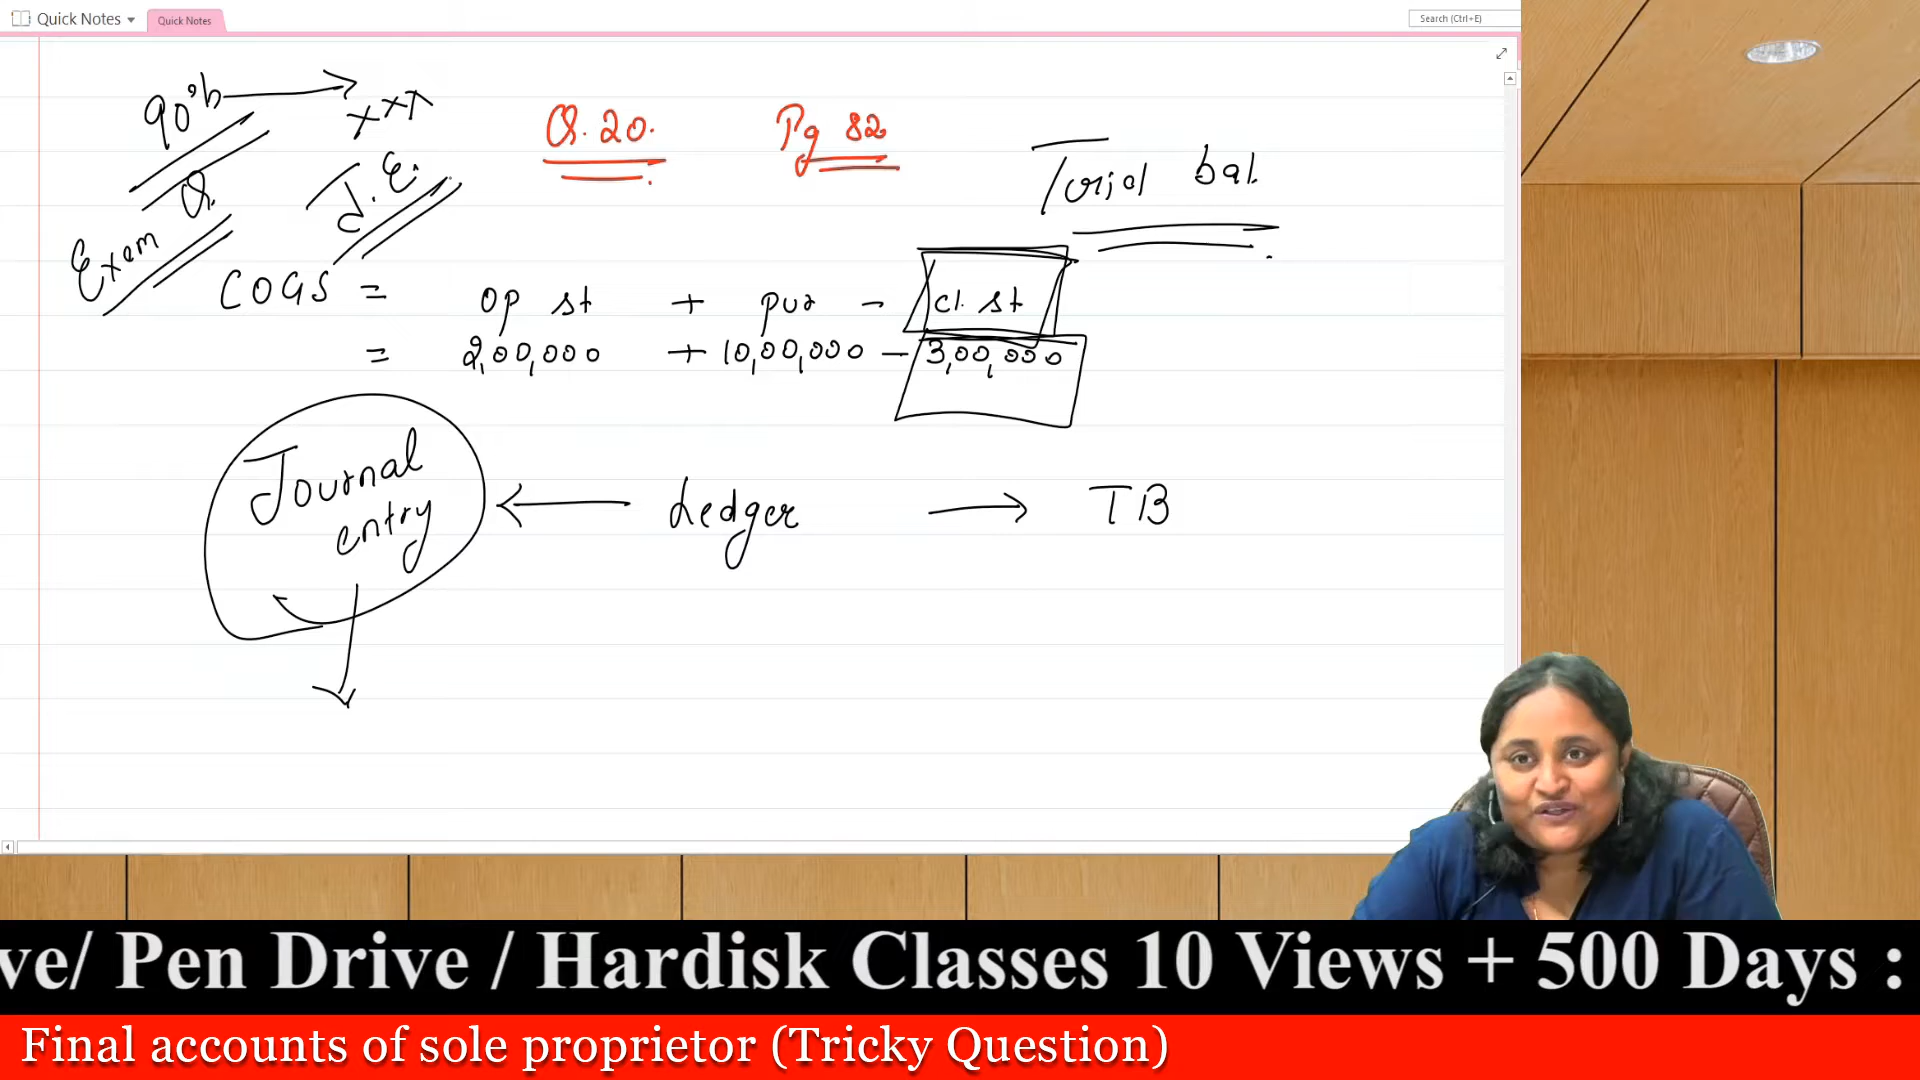 Quick Notes
Quick Notes
Search (Ctrl+E)
90% XXX
Q. 20. Pg 82
Trial bal.
Exam Q. J.E.
COGS = Op st + pur - cl. st
= 2,00,000 + 10,00,000 - 3,00,000
Journal entry Ledger TB
ve/ Pen Drive / Hardisk Classes 10 Views + 500 Days :
Final accounts of sole proprietor (Tricky Question)